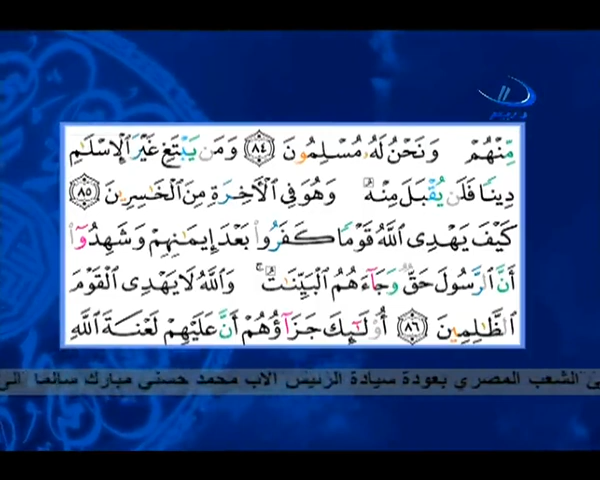 مِّنْهُمْ وَنَحْنُ لَهُۥ مُسْلِمُونَ ﴿٨٤﴾ وَمَن يَبْتَغِ غَيْرَ ٱلْإِسْلَٰمِ
دِينًا فَلَن يُقْبَلَ مِنْهُ وَهُوَ فِى ٱلْءَاخِرَةِ مِنَ ٱلْخَٰسِرِينَ ﴿٨٥﴾
كَيْفَ يَهْدِى ٱللَّهُ قَوْمًا كَفَرُوا۟ بَعْدَ إِيمَٰنِهِمْ وَشَهِدُوٓا۟
أَنَّ ٱلرَّسُولَ حَقٌّ وَجَآءَهُمُ ٱلْبَيِّنَٰتُ ۚ وَٱللَّهُ لَا يَهْدِى ٱلْقَوْمَ
ٱلظَّٰلِمِينَ ﴿٨٦﴾ أُو۟لَٰٓئِكَ جَزَآؤُهُمْ أَنَّ عَلَيْهِمْ لَعْنَةَ ٱللَّهِ
الشعب المصري بعودة سيادة الرئيس الاب محمد حسني مبارك سالما الى